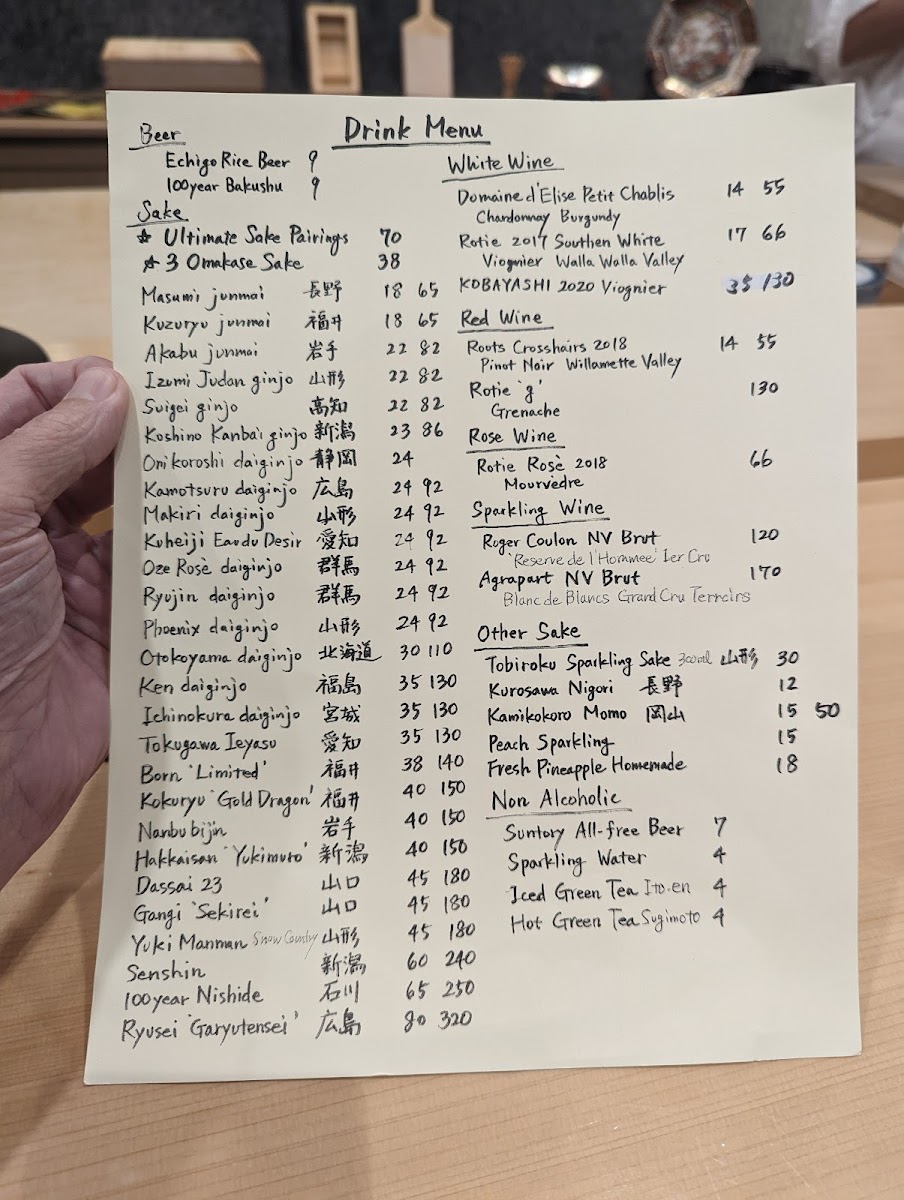 Drink Menu
Beer
Echigo Rice Beer 9
100year Bakushu 9
Sake
☆ Ultimate Sake Pairings 70
☆ 3 Omakase Sake 38
Masumi junmai 長野 18 65
Kuzuryu junmai 福井 18 65
Akabu junmai 岩手 22 82
Izumi Judan ginjo 山形 22 82
Suigei ginjo 高知 22 82
Koshino Kanbai ginjo 新潟 23 86
Onikoroshi daiginjo 静岡 24
Kamotsuru daiginjo 広島 24 92
Makiri daiginjo 山形 24 92
Kuheiji Eau du Desir 愛知 24 92
Oze Rosè daiginjo 群馬 24 92
Ryujin daiginjo 群馬 24 92
Phoenix daiginjo 山形 24 92
Otokoyama daiginjo 北海道 30 110
Ken daiginjo 福島 35 130
Ichinokura daiginjo 宮城 35 130
Tokugawa Ieyasu 愛知 35 130
Born 'Limited' 福井 38 140
Kokuryu 'Gold Dragon' 福井 40 150
Nanbu bijin 岩手 40 150
Hakkaisan 'Yukimuro' 新潟 40 150
Dassai 23 山口 45 180
Gangi 'Sekirei' 山口 45 180
Yuki Manman Snow Country 山形 45 180
Senshin 新潟 60 240
100year Nishide 石川 65 250
Ryusei 'Garyutensei' 広島 80 320
White Wine
Domaine d'Elise Petit Chablis 14 55
Chardonnay Burgundy
Rotie 2017 Southen White 17 66
Viognier Walla Walla Valley
KOBAYASHI 2020 Viognier 35/130
Red Wine
Roots Crosshairs 2018 14 55
Pinot Noir Willamette Valley
Rotie 'g' 130
Grenache
Rose Wine
Rotie Rosè 2018 66
Mourvèdre
Sparkling Wine
Roger Coulon NV Brut 120
'Reserve de l'Hommee' 1er Cru
Agrapart NV Brut 170
Blanc de Blancs Grand Cru Terroirs
Other Sake
Tobiroku Sparkling Sake 300ml 山形 30
Kurosawa Nigori 長野 12
Kamikokoro Momo 岡山 15 50
Peach Sparkling 15
Fresh Pineapple Homemade 18
Non Alcoholic
Suntory All-free Beer 7
Sparkling Water 4
Iced Green Tea Ito.en 4
Hot Green Tea Sugimoto 4